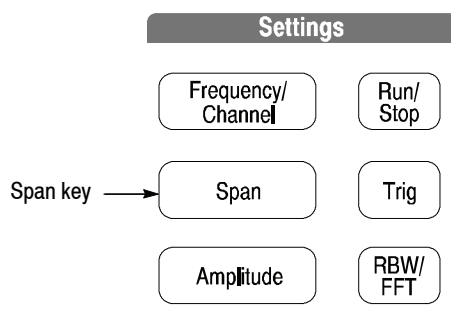 Settings
Frequency/
Channel
Run/
Stop
Span key
Span
Trig
Amplitude
RBW/
FFT